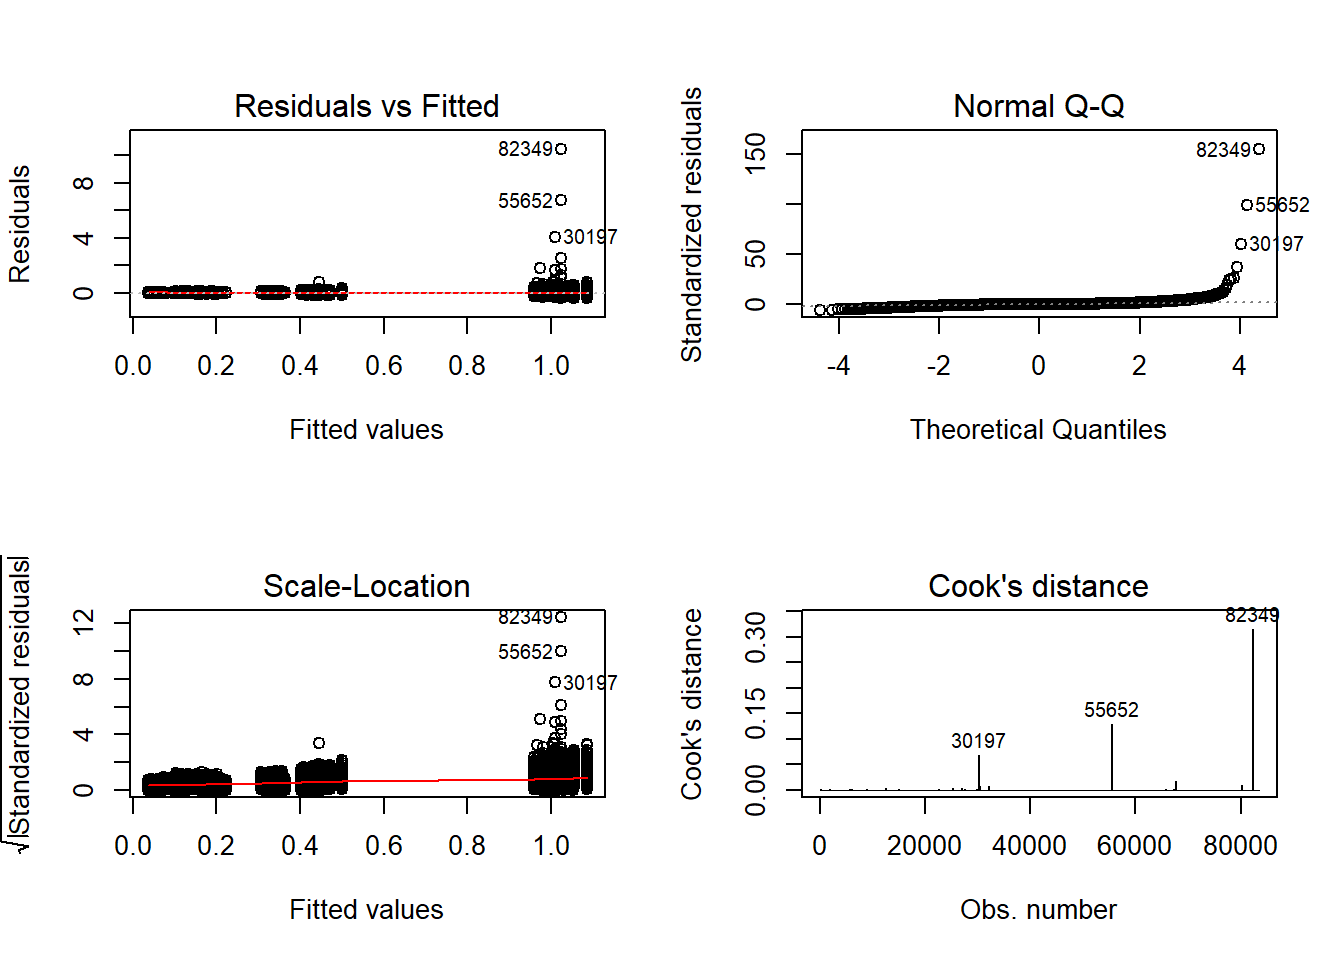 Residuals vs Fitted
Residuals
8
4
0
82349
55652
30197
0.0 0.2 0.4 0.6 0.8 1.0
Fitted values
Normal Q-Q
Standardized residuals
150
50
0
82349
55652
30197
-4 -2 0 2 4
Theoretical Quantiles
Scale-Location
√|Standardized residuals|
12
8
4
0
82349
55652
30197
0.0 0.2 0.4 0.6 0.8 1.0
Fitted values
Cook's distance
Cook's distance
0.30
0.15
0.00
82349
55652
30197
0 20000 40000 60000 80000
Obs. number